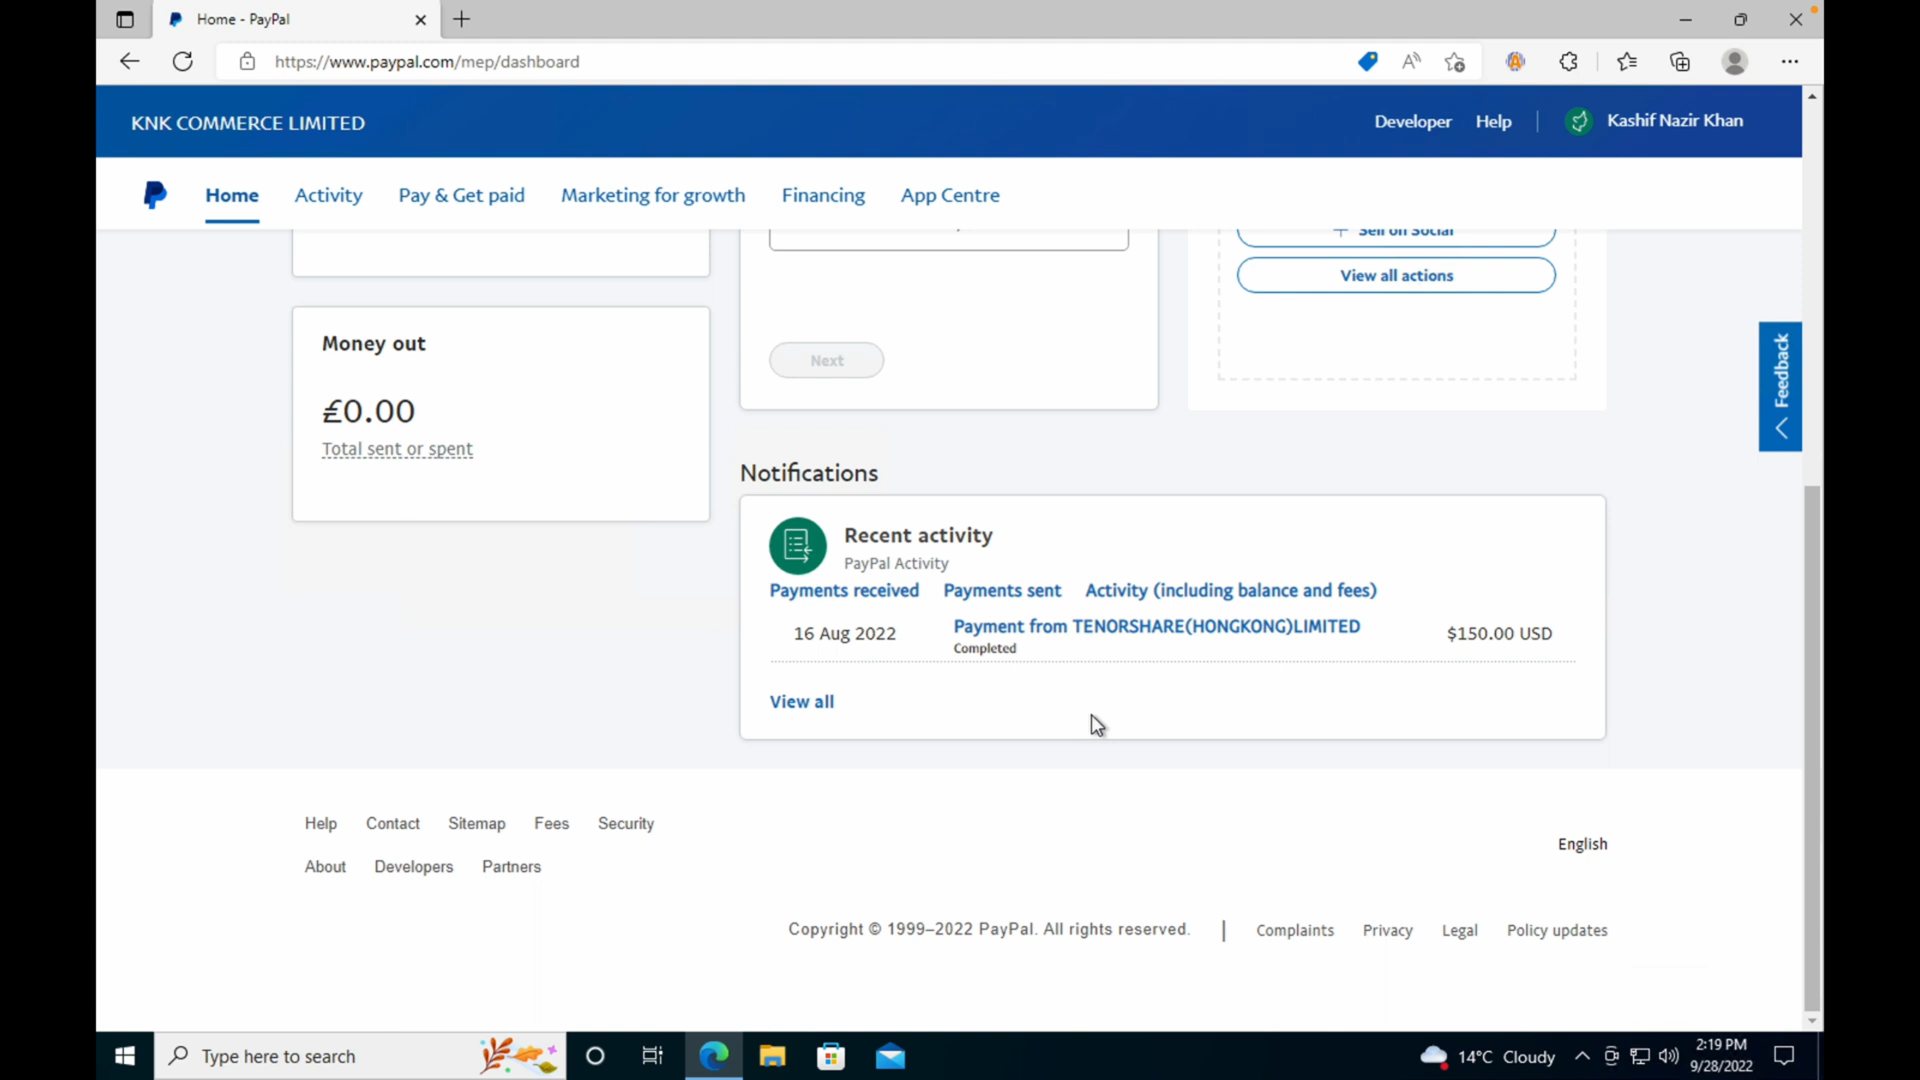 Home - PayPal
https://www.paypal.com/mep/dashboard
KNK COMMERCE LIMITED
Developer Help Kashif Nazir Khan
Home Activity Pay & Get paid Marketing for growth Financing App Centre
Sell on Social
View all actions
Money out
£0.00
Total sent or spent
Next
Feedback
Notifications
Recent activity
PayPal Activity
Payments received Payments sent Activity (including balance and fees)
16 Aug 2022 Payment from TENORSHARE(HONGKONG)LIMITED $150.00 USD
Completed
View all
Help Contact Sitemap Fees Security
English
About Developers Partners
Copyright © 1999–2022 PayPal. All rights reserved. | Complaints Privacy Legal Policy updates
Type here to search
14°C Cloudy
2:19 PM
9/28/2022